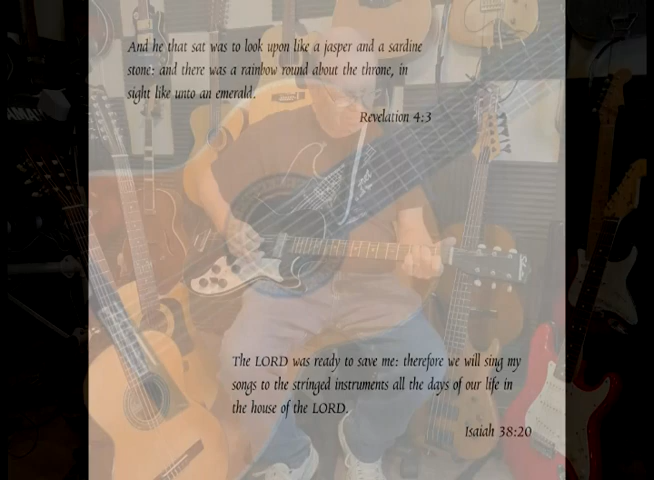 And he that sat was to look upon like a jasper and a sardine
stone: and there was a rainbow round about the throne, in
sight like unto an emerald.
Revelation 4:3
The LORD was ready to save me: therefore we will sing my
songs to the stringed instruments all the days of our life in
the house of the LORD.
Isaiah 38:20